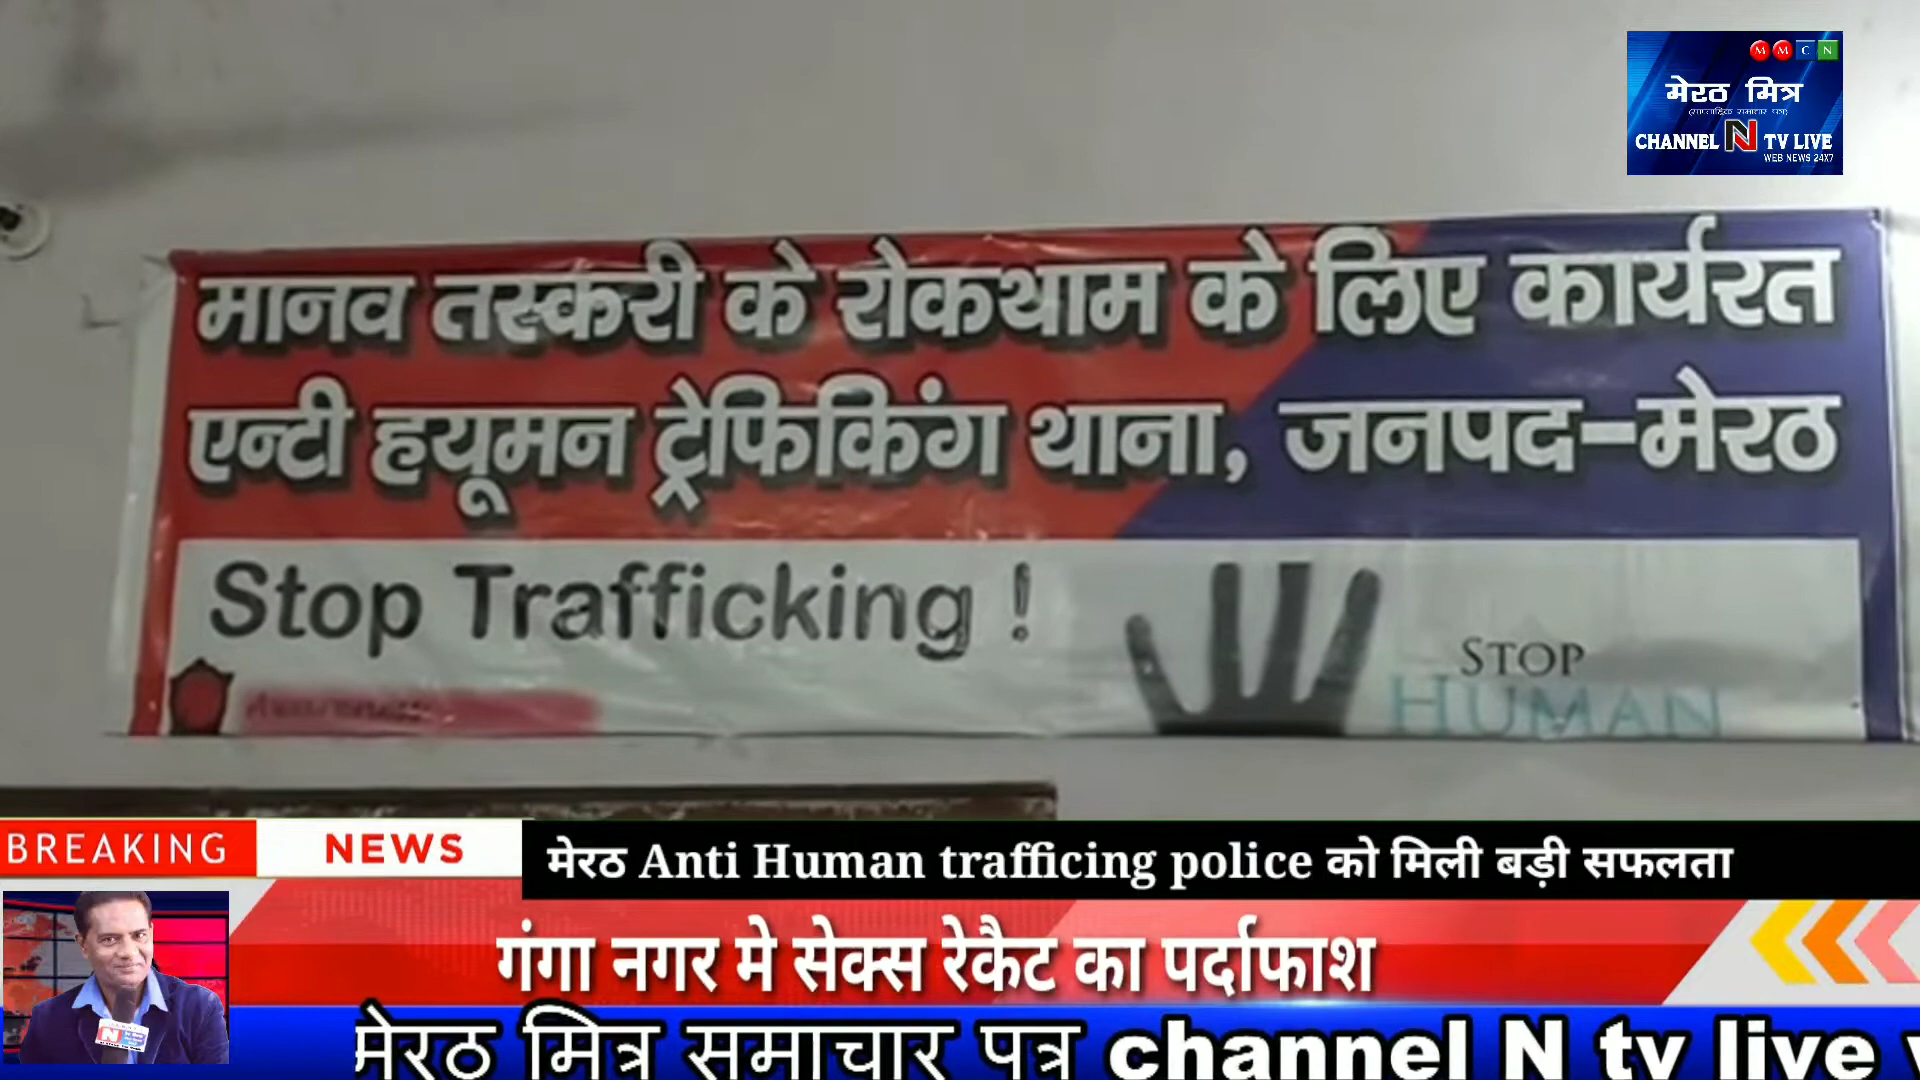 M M C N
मेरठ मित्र
(साप्ताहिक समाचार पत्र)
CHANNEL N TV LIVE
WEB NEWS 24X7
मानव तस्करी के रोकथाम के लिए कार्यरत
एन्टी हयूमन ट्रेफिकिंग थाना, जनपद–मेरठ
Stop Trafficking !
STOP
HUMAN
BREAKING NEWS
मेरठ Anti Human trafficing police को मिली बड़ी सफलता
गंगा नगर मे सेक्स रेकैट का पर्दाफाश
मेरठ मित्र समाचार पत्र channel N tv live